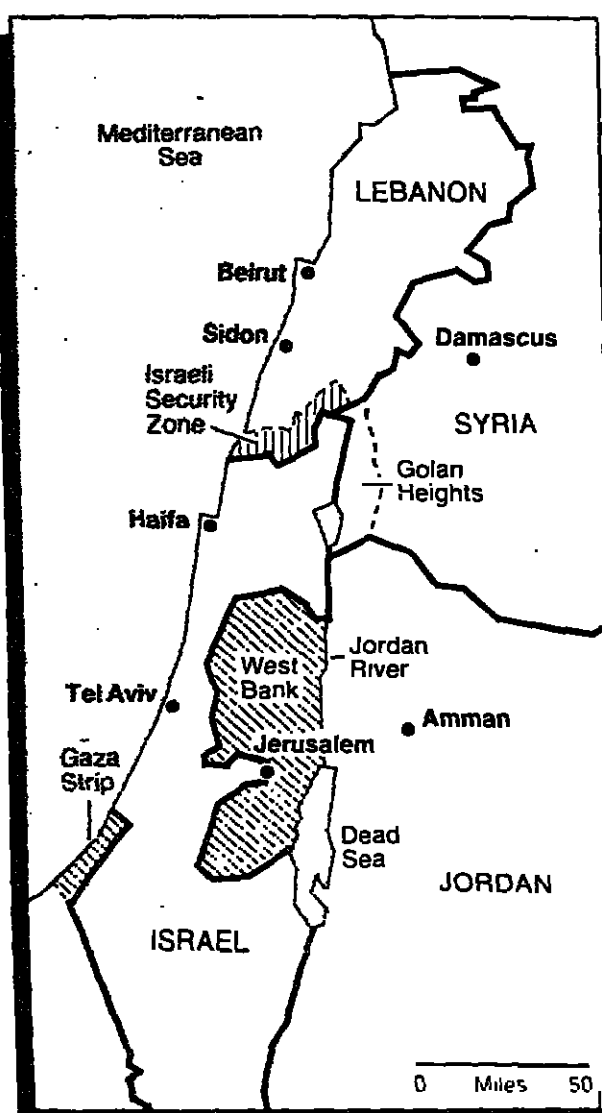 Mediterranean
Sea
LEBANON
Beirut
Sidon
Damascus
Israeli
Security
Zone
SYRIA
Golan
Heights
Haifa
Jordan
River
West
Bank
Tel Aviv
Amman
Jerusalem
Gaza
Strip
Dead
Sea
JORDAN
ISRAEL
0 Miles 50